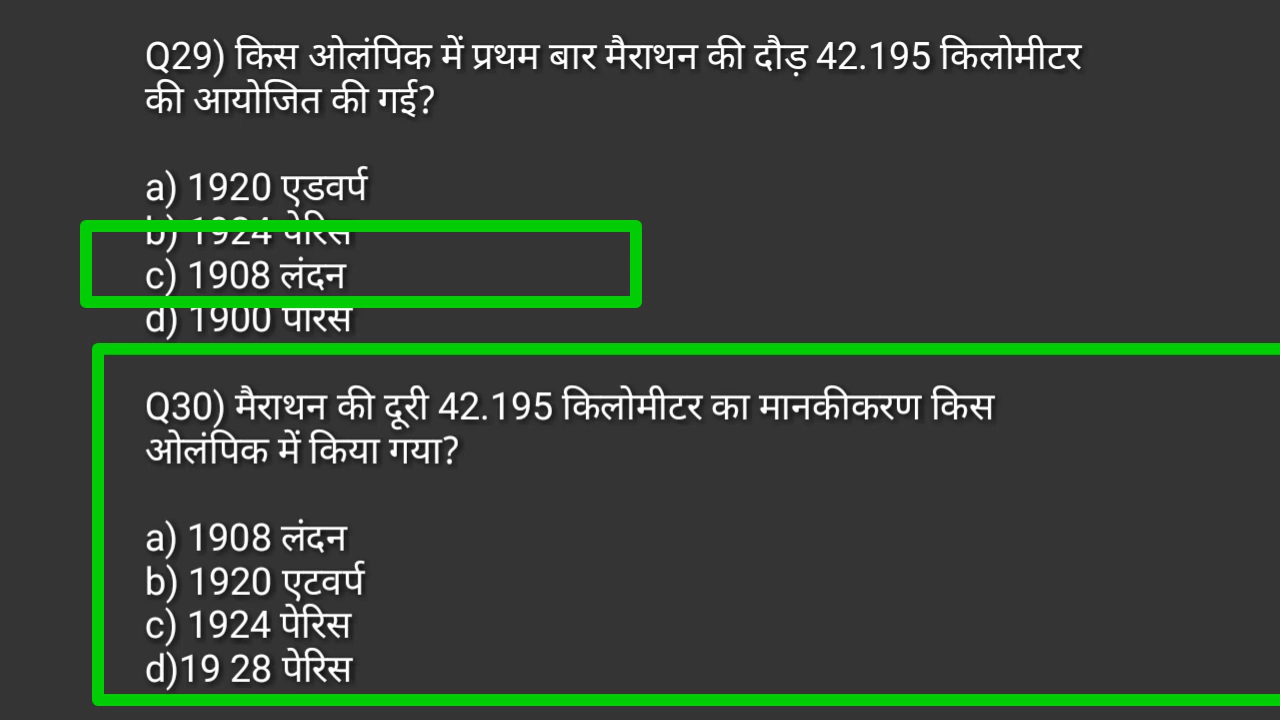 Q29) किस ओलंपिक में प्रथम बार मैराथन की दौड़ 42.195 किलोमीटर
की आयोजित की गई?
a) 1920 एडवर्प
b) 1924 पेरिस
c) 1908 लंदन
d) 1900 पेरिस
Q30) मैराथन की दूरी 42.195 किलोमीटर का मानकीकरण किस
ओलंपिक में किया गया?
a) 1908 लंदन
b) 1920 एटवर्प
c) 1924 पेरिस
d)19 28 पेरिस